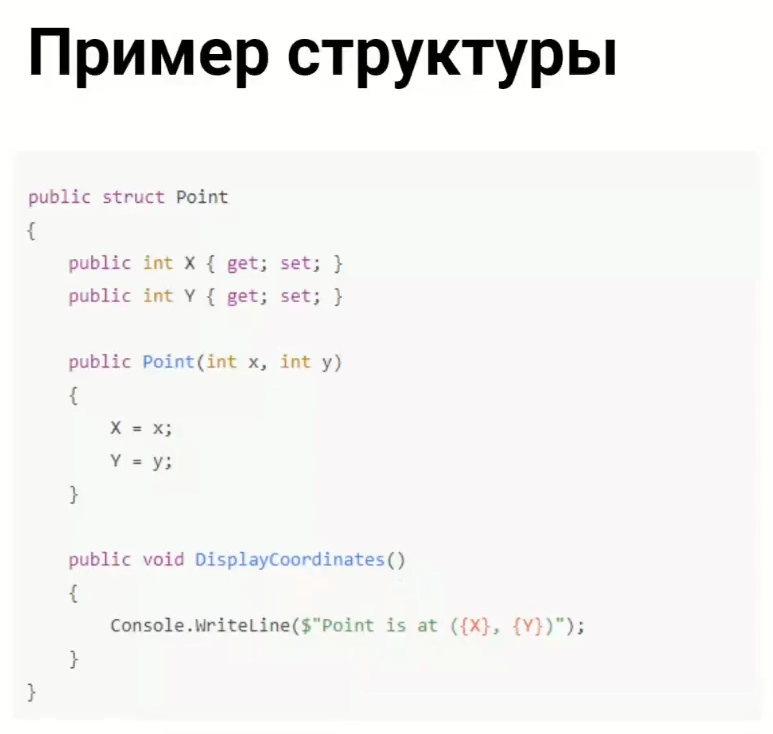 Пример структуры
public struct Point
{
    public int X { get; set; }
    public int Y { get; set; }

    public Point(int x, int y)
    {
        X = x;
        Y = y;
    }

    public void DisplayCoordinates()
    {
        Console.WriteLine($"Point is at ({X}, {Y})");
    }
}